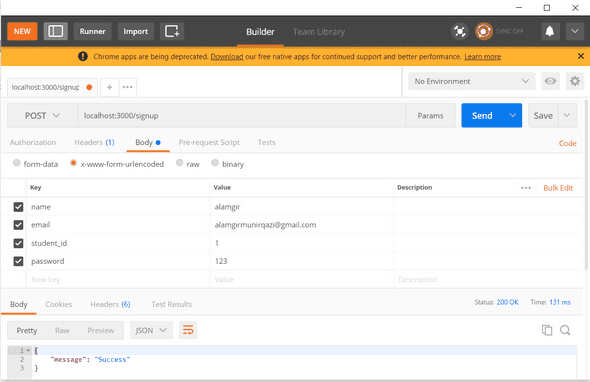 NEW Runner Import Builder Team Library SYNC OFF
Chrome apps are being deprecated. Download our free native apps for continued support and better performance. Learn more
localhost:3000/signup + ••• No Environment
POST localhost:3000/signup Params Send Save
Authorization Headers (1) Body Pre-request Script Tests Code
form-data x-www-form-urlencoded raw binary
Key Value Description ••• Bulk Edit
name alamgir
email alamgirmunirqazi@gmail.com
student_id 1
password 123
New key Value Description
Body Cookies Headers (6) Test Results Status: 200 OK Time: 131 ms
Pretty Raw Preview JSON
1 {
2 "message": "Success"
3 }